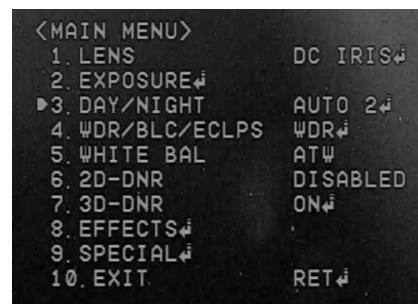 <MAIN MENU>
1. LENS DC IRIS↲
2. EXPOSURE↲
3. DAY/NIGHT AUTO 2↲
4. WDR/BLC/ECLPS WDR↲
5. WHITE BAL ATW
6. 2D-DNR DISABLED
7. 3D-DNR ON↲
8. EFFECTS↲
9. SPECIAL↲
10. EXIT RET↲